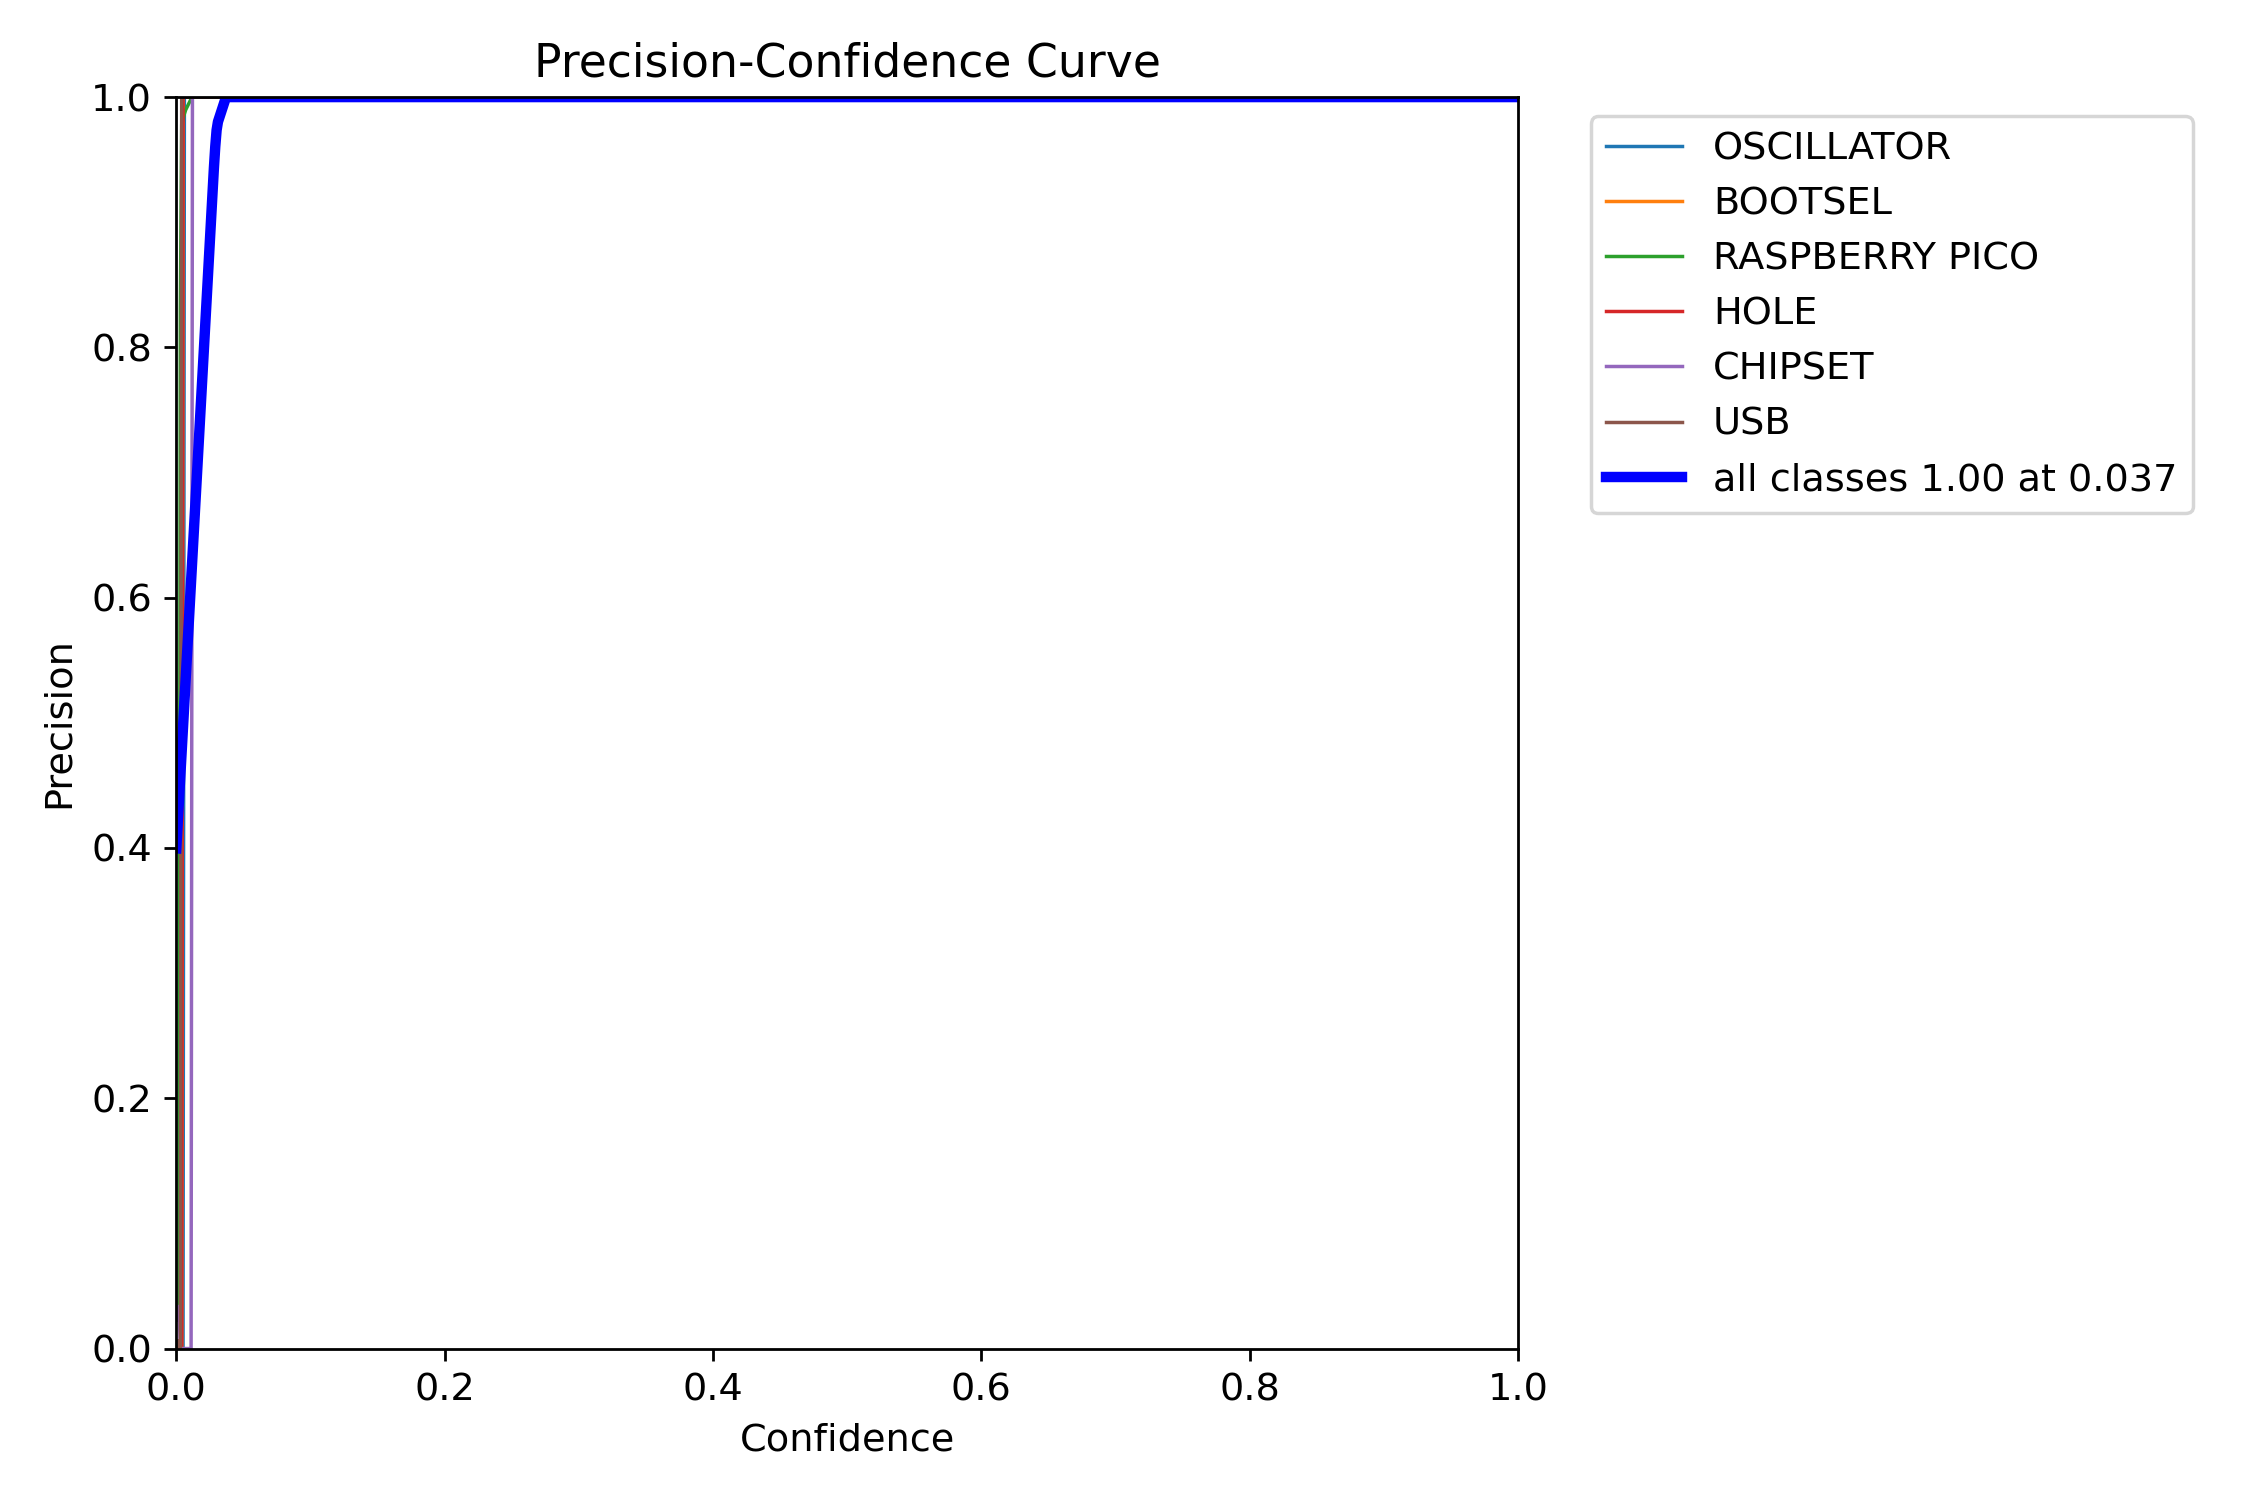 Precision-Confidence Curve
1.0
0.8
0.6
0.4
0.2
0.0
Precision
0.0 0.2 0.4 0.6 0.8 1.0
Confidence
OSCILLATOR
BOOTSEL
RASPBERRY PICO
HOLE
CHIPSET
USB
all classes 1.00 at 0.037